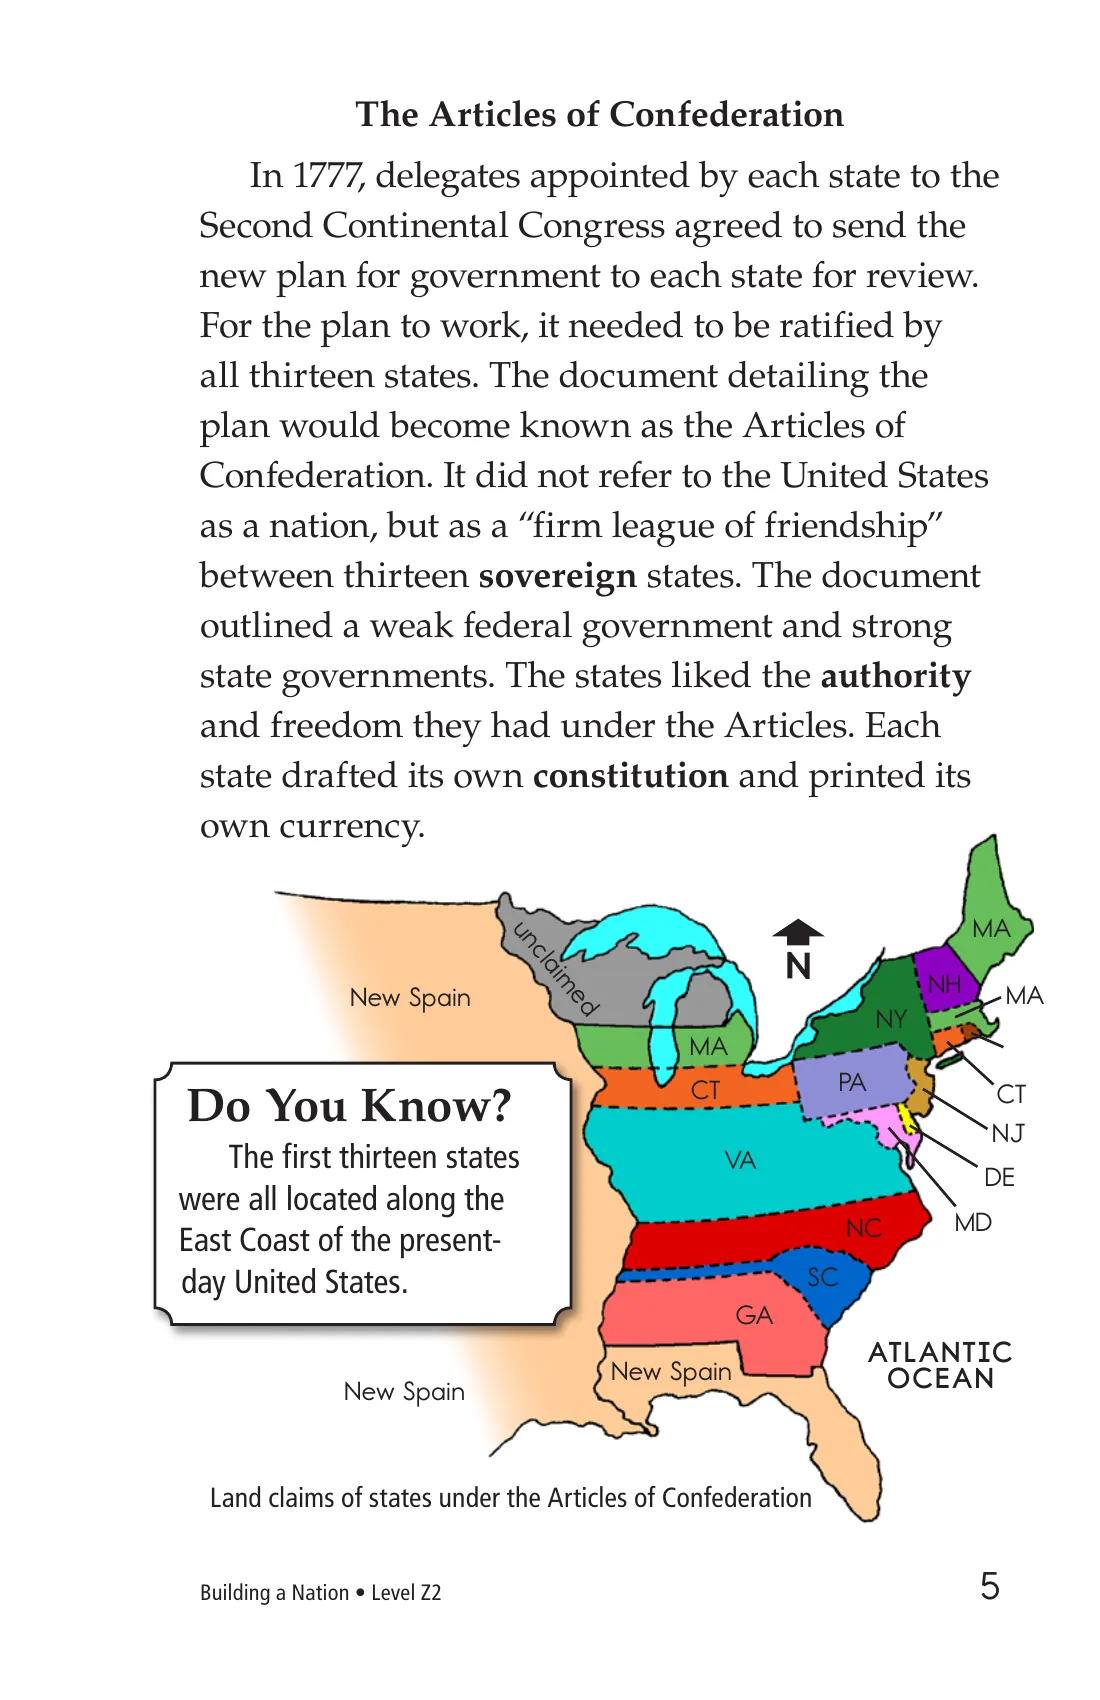 The Articles of Confederation
In 1777, delegates appointed by each state to the
Second Continental Congress agreed to send the
new plan for government to each state for review.
For the plan to work, it needed to be ratified by
all thirteen states. The document detailing the
plan would become known as the Articles of
Confederation. It did not refer to the United States
as a nation, but as a “firm league of friendship”
between thirteen sovereign states. The document
outlined a weak federal government and strong
state governments. The states liked the authority
and freedom they had under the Articles. Each
state drafted its own constitution and printed its
own currency.
MA
unclaimed
N
New Spain
NH
MA
NY
MA
PA
CT
CT
Do You Know?
The first thirteen states
were all located along the
East Coast of the present-
day United States.
NJ
VA
DE
MD
NC
SC
GA
ATLANTIC
OCEAN
New Spain
New Spain
Land claims of states under the Articles of Confederation
Building a Nation • Level Z2
5